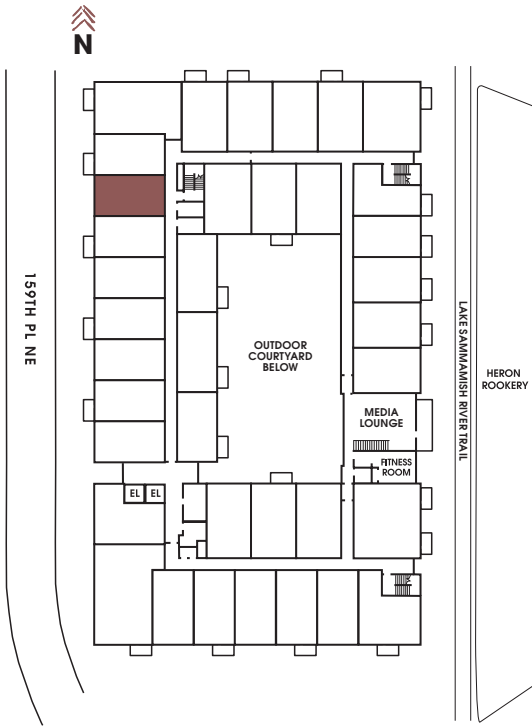 N
159TH PL NE
OUTDOOR
COURTYARD
BELOW
MEDIA
LOUNGE
FITNESS
ROOM
EL
EL
LAKE SAMMAMISH RIVER TRAIL
HERON
ROOKERY